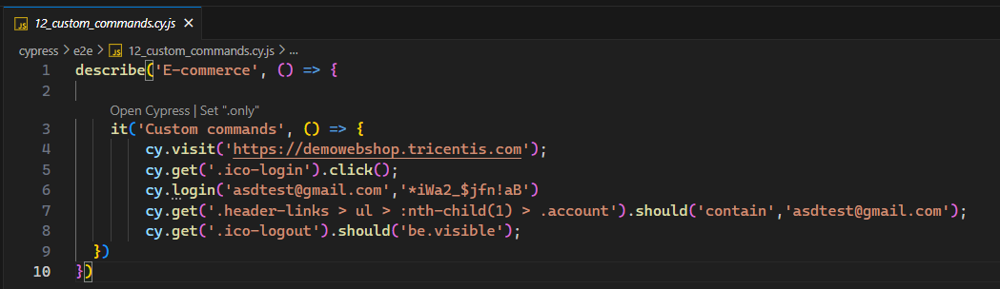 JS 12_custom_commands.cy.js ×
cypress > e2e > JS 12_custom_commands.cy.js > ...
1 describe('E-commerce', () => {
2
Open Cypress | Set ".only"
3 it('Custom commands', () => {
4 cy.visit('https://demowebshop.tricentis.com');
5 cy.get('.ico-login').click();
6 cy.login('asdtest@gmail.com','*iWa2_$jfn!aB')
7 cy.get('.header-links > ul > :nth-child(1) > .account').should('contain','asdtest@gmail.com');
8 cy.get('.ico-logout').should('be.visible');
9 })
10 })